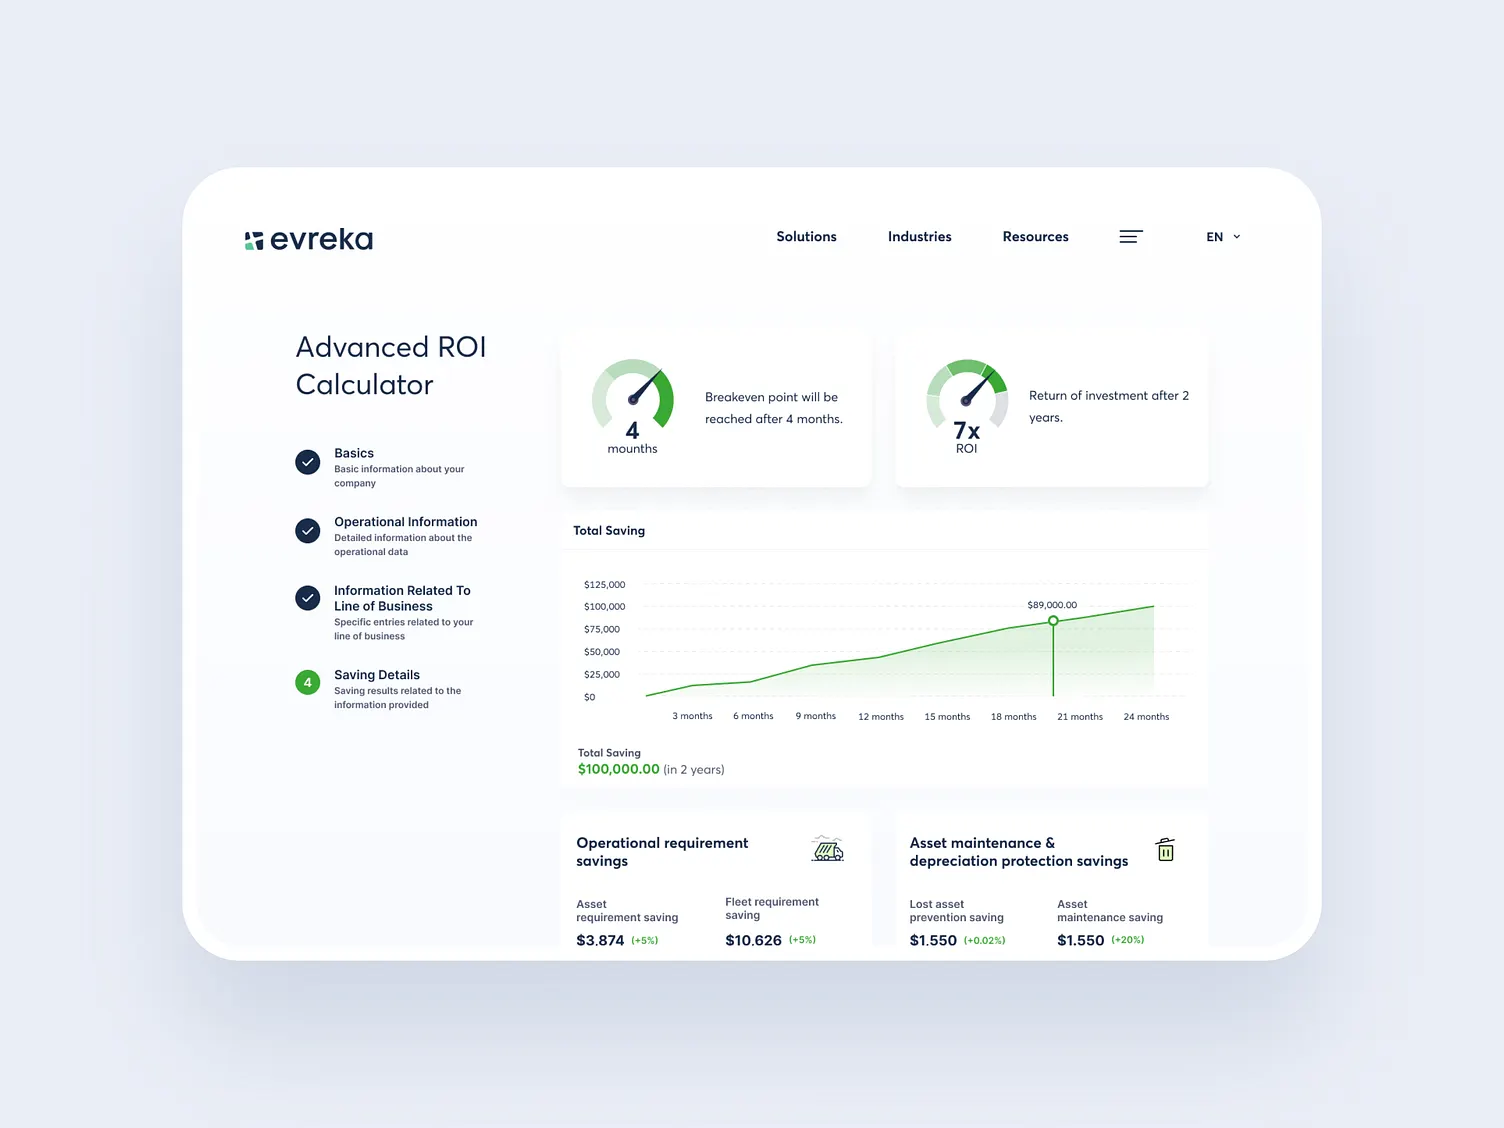 evreka
Solutions
Industries
Resources
EN
Advanced ROI
Calculator
Basics
Basic information about your
company
Operational Information
Detailed information about the
operational data
Information Related To
Line of Business
Specific entries related to your
line of business
4
Saving Details
Saving results related to the
information provided
4
mounths
Breakeven point will be
reached after 4 months.
7x
ROI
Return of investment after 2
years.
Total Saving
$125,000
$100,000
$75,000
$50,000
$25,000
$0
$89,000.00
3 months
6 months
9 months
12 months
15 months
18 months
21 months
24 months
Total Saving
$100,000.00 (in 2 years)
Operational requirement
savings
Asset
requirement saving
$3.874 (+5%)
Fleet requirement
saving
$10.626 (+5%)
Asset maintenance &
depreciation protection savings
Lost asset
prevention saving
$1.550 (+0.02%)
Asset
maintenance saving
$1.550 (+20%)